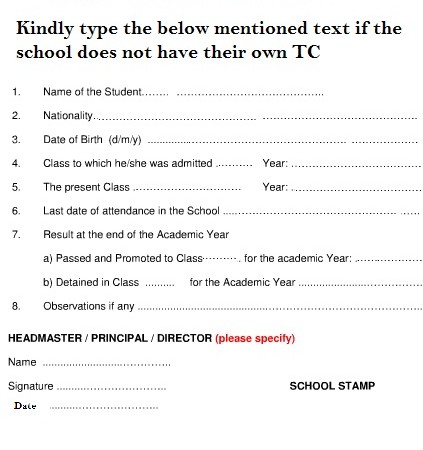 Kindly type the below mentioned text if the
school does not have their own TC
1. Name of the Student........ ............................................
2. Nationality.................................................. ................................................
3. Date of Birth (d/m/y) ............................................................ ....................
4. Class to which he/she was admitted ........... Year: .......................................
5. The present Class ................................ Year: .......................................
6. Last date of attendance in the School ..................................................... ......
7. Result at the end of the Academic Year
a) Passed and Promoted to Class.......... for the academic Year: ....................
b) Detained in Class ......... for the Academic Year .....................................
8. Observations if any .....................................................................................
HEADMASTER / PRINCIPAL / DIRECTOR (please specify)
Name ......................................
Signature ................................. SCHOOL STAMP
Date .................................